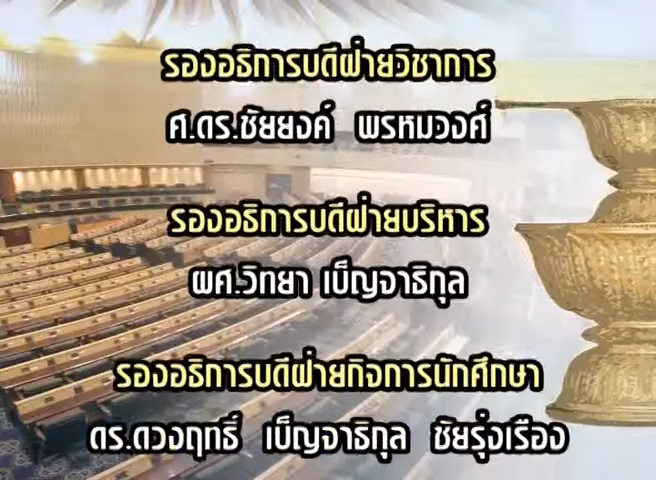 รองอธิการบดีฝ่ายวิชาการ
ศ.ดร.ชัยยงค์ พรหมวงศ์
รองอธิการบดีฝ่ายบริหาร
ผศ.วิทยา เบ็ญจาธิกุล
รองอธิการบดีฝ่ายกิจการนักศึกษา
ดร.ดวงฤทธิ์ เบ็ญจาธิกุล ชัยรุ่งเรือง